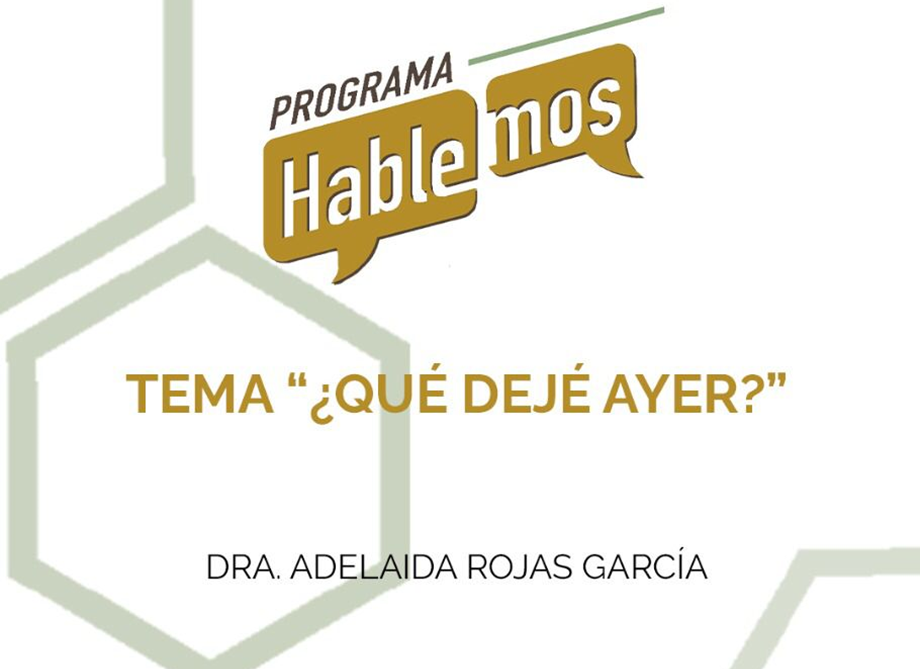 PROGRAMA
Hablemos
TEMA “¿QUÉ DEJÉ AYER?”
DRA. ADELAIDA ROJAS GARCÍA